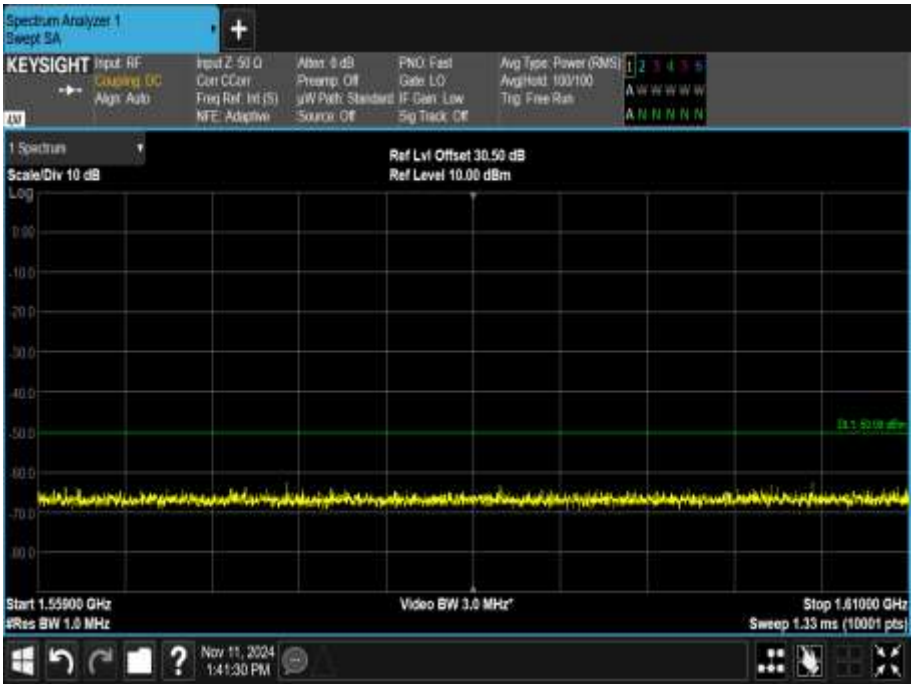 Spectrum Analyzer 1
Swept SA
+
KEYSIGHT
Input: RF
Coupling: DC
Align: Auto
Input Z: 50 Ω
Corr CCorr
Freq Ref: Int (S)
NFE: Adaptive
Atten: 6 dB
Preamp: Off
µW Path: Standard
Source: Off
PNO: Fast
Gate: LO
IF Gain: Low
Sig Track: Off
Avg Type: Power (RMS)
Avg|Hold: 100/100
Trig: Free Run
1 2 3 4 5 6
A W W W W W
A N N N N N
1 Spectrum
Scale/Div 10 dB
Ref Lvl Offset 30.50 dB
Ref Level 10.00 dBm
Log
0.00
-10.0
-20.0
-30.0
-40.0
-50.0
-60.0
-70.0
-80.0
Start 1.55900 GHz
#Res BW 1.0 MHz
Video BW 3.0 MHz*
Stop 1.61000 GHz
Sweep 1.33 ms (10001 pts)
?
Nov 11, 2024
1:41:30 PM